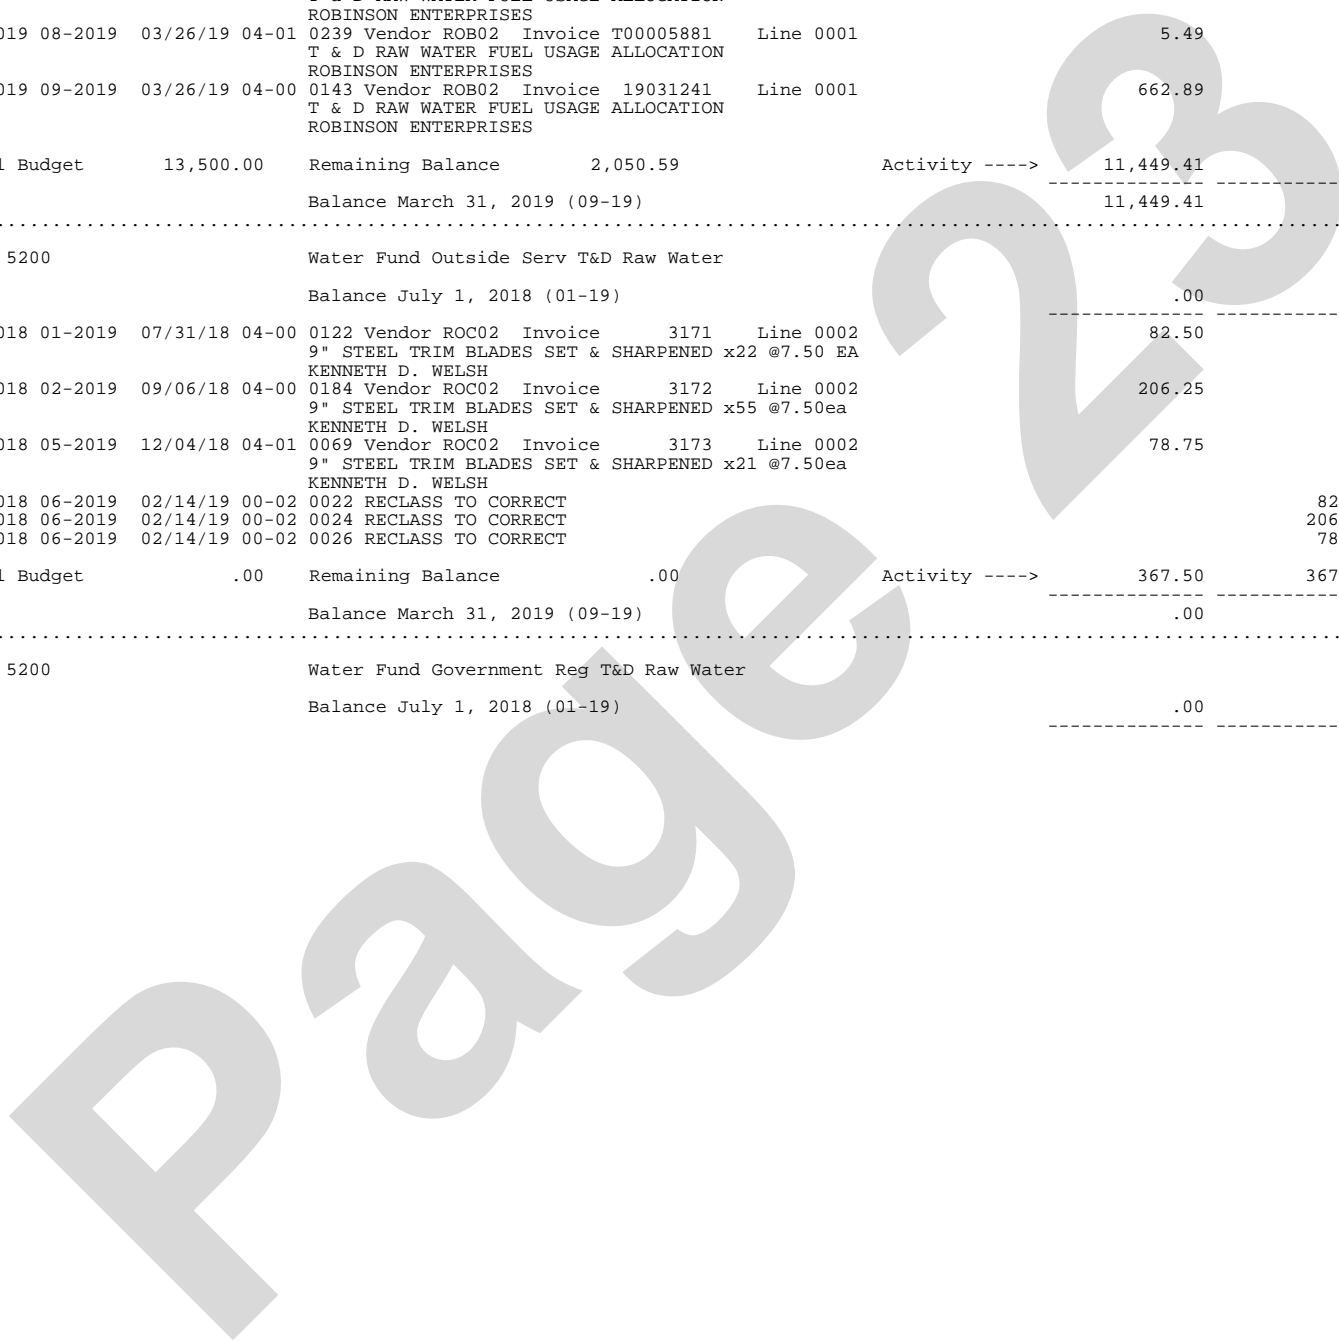 ROBINSON ENTERPRISES
019 08-2019 03/26/19 04-01 0239 Vendor ROB02 Invoice T00005881 Line 0001 5.49
T & D RAW WATER FUEL USAGE ALLOCATION
ROBINSON ENTERPRISES
019 09-2019 03/26/19 04-00 0143 Vendor ROB02 Invoice 19031241 Line 0001 662.89
T & D RAW WATER FUEL USAGE ALLOCATION
ROBINSON ENTERPRISES
l Budget 13,500.00 Remaining Balance 2,050.59 Activity ----> 11,449.41
-------------- -----------
Balance March 31, 2019 (09-19) 11,449.41
5200 Water Fund Outside Serv T&D Raw Water
Balance July 1, 2018 (01-19) .00
-------------- -----------
018 01-2019 07/31/18 04-00 0122 Vendor ROC02 Invoice 3171 Line 0002 82.50
9" STEEL TRIM BLADES SET & SHARPENED x22 @7.50 EA
KENNETH D. WELSH
018 02-2019 09/06/18 04-00 0184 Vendor ROC02 Invoice 3172 Line 0002 206.25
9" STEEL TRIM BLADES SET & SHARPENED x55 @7.50ea
KENNETH D. WELSH
018 05-2019 12/04/18 04-01 0069 Vendor ROC02 Invoice 3173 Line 0002 78.75
9" STEEL TRIM BLADES SET & SHARPENED x21 @7.50ea
KENNETH D. WELSH
018 06-2019 02/14/19 00-02 0022 RECLASS TO CORRECT 82
018 06-2019 02/14/19 00-02 0024 RECLASS TO CORRECT 206
018 06-2019 02/14/19 00-02 0026 RECLASS TO CORRECT 78
l Budget .00 Remaining Balance .00 Activity ----> 367.50 367
-------------- -----------
Balance March 31, 2019 (09-19) .00
5200 Water Fund Government Reg T&D Raw Water
Balance July 1, 2018 (01-19) .00
-------------- -----------
Page 23